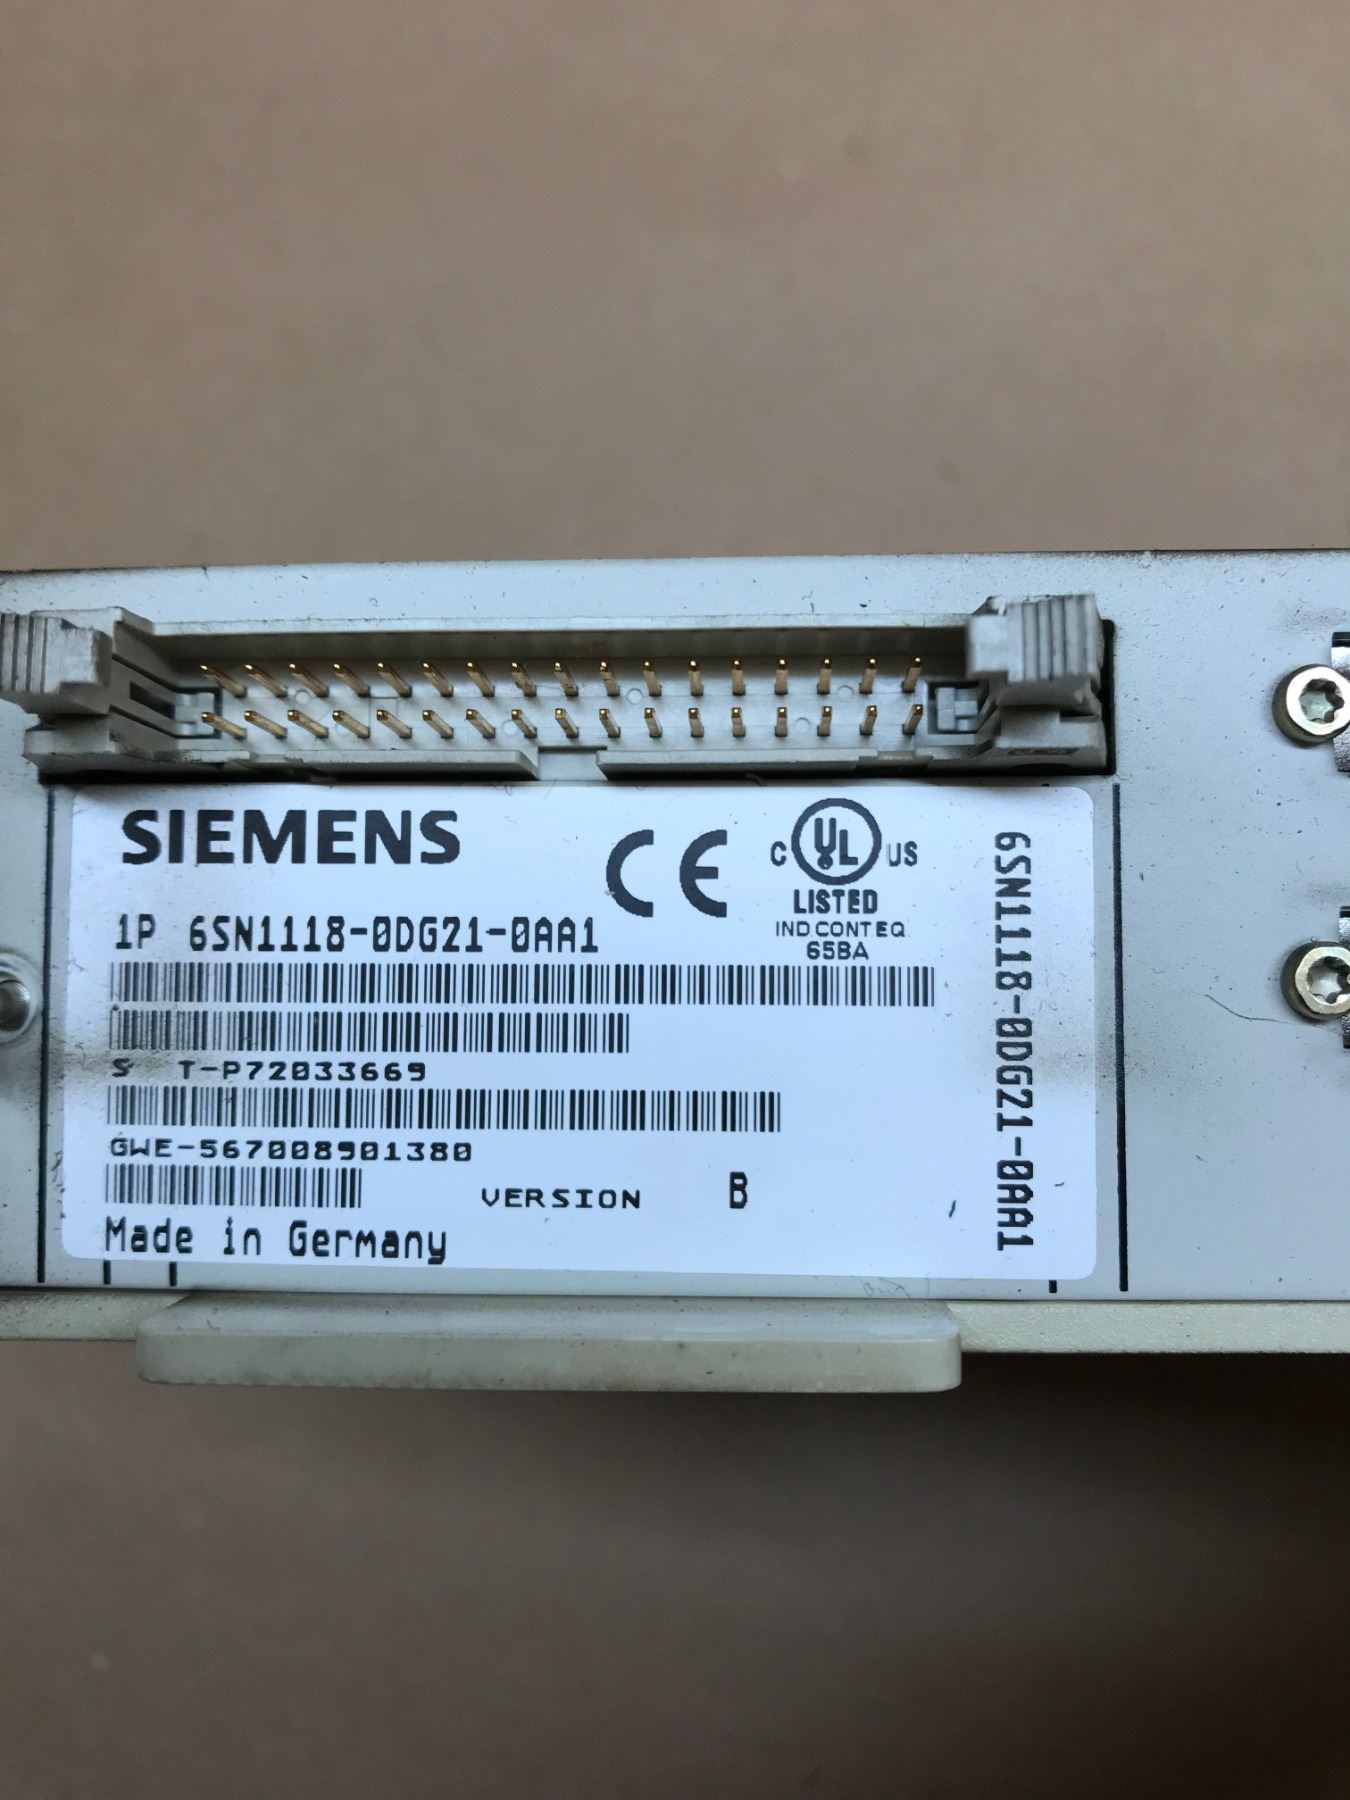 SIEMENS
CE
C UL US
LISTED
IND CONT EQ
65BA
1P 6SN1118-0DG21-0AA1
S T-P72033669
GWE-567008901380
VERSION B
Made in Germany
6SN1118-0DG21-0AA1